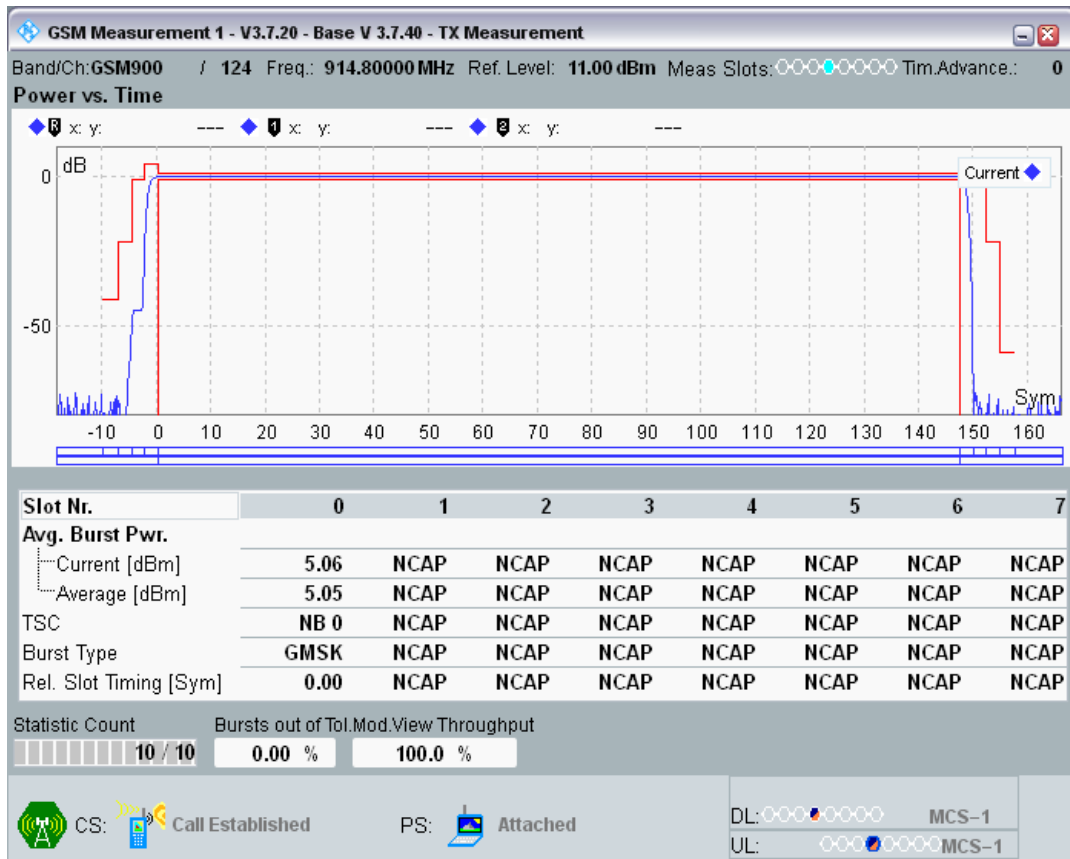 GSM Measurement 1 - V3.7.20 - Base V 3.7.40 - TX Measurement
Band/Ch:GSM900 / 124 Freq.: 914.80000 MHz Ref. Level: 11.00 dBm Meas Slots: Tim.Advance.: 0
Power vs. Time
R x: y: --- 1 x: y: --- 2 x: y: ---
dB
Current
0
-50
Sym
-10 0 10 20 30 40 50 60 70 80 90 100 110 120 130 140 150 160
Slot Nr. 0 1 2 3 4 5 6 7
Avg. Burst Pwr.
Current [dBm] 5.06 NCAP NCAP NCAP NCAP NCAP NCAP NCAP
Average [dBm] 5.05 NCAP NCAP NCAP NCAP NCAP NCAP NCAP
TSC NB 0 NCAP NCAP NCAP NCAP NCAP NCAP NCAP
Burst Type GMSK NCAP NCAP NCAP NCAP NCAP NCAP NCAP
Rel. Slot Timing [Sym] 0.00 NCAP NCAP NCAP NCAP NCAP NCAP NCAP
Statistic Count Bursts out of Tol.Mod.View Throughput
10 / 10 0.00 % 100.0 %
CS: Call Established PS: Attached
DL: MCS-1
UL: MCS-1